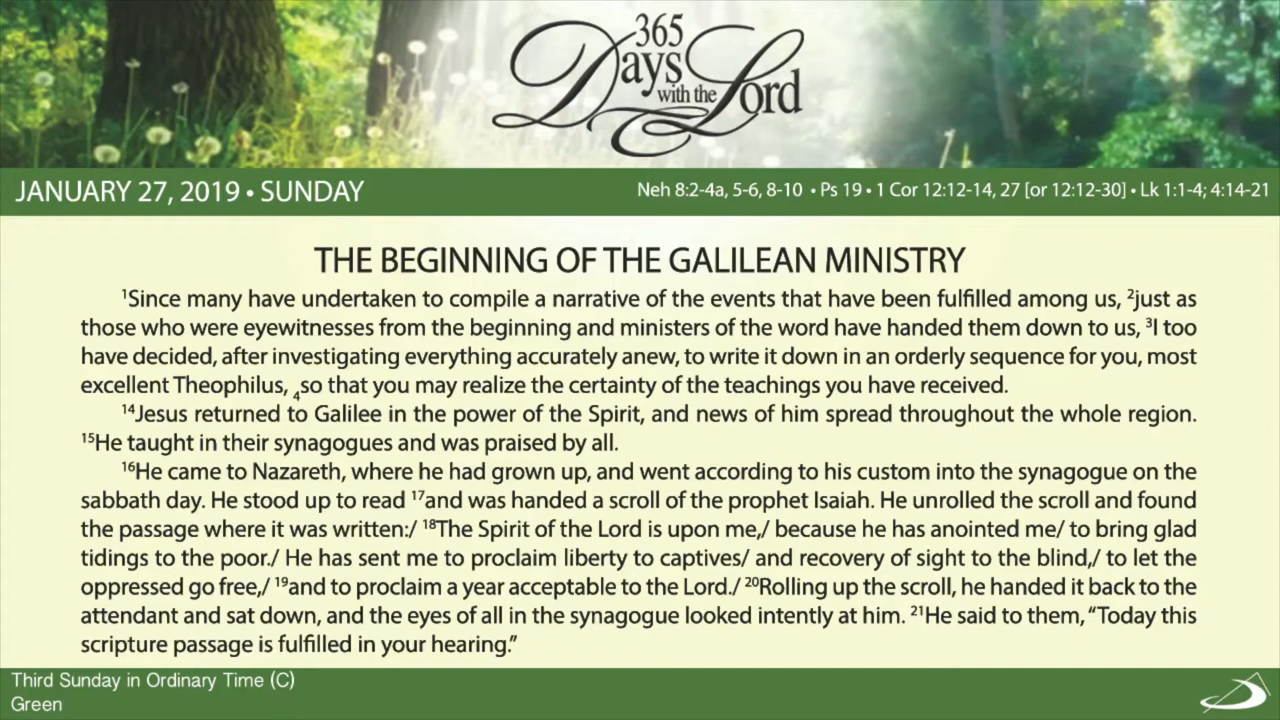 365
Days
with the
Lord
JANUARY 27, 2019 • SUNDAY
Neh 8:2-4a, 5-6, 8-10 • Ps 19 • 1 Cor 12:12-14, 27 [or 12:12-30] • Lk 1:1-4; 4:14-21
THE BEGINNING OF THE GALILEAN MINISTRY
¹Since many have undertaken to compile a narrative of the events that have been fulfilled among us, ²just as
those who were eyewitnesses from the beginning and ministers of the word have handed them down to us, ³I too
have decided, after investigating everything accurately anew, to write it down in an orderly sequence for you, most
excellent Theophilus, ₄so that you may realize the certainty of the teachings you have received.
¹⁴Jesus returned to Galilee in the power of the Spirit, and news of him spread throughout the whole region.
¹⁵He taught in their synagogues and was praised by all.
¹⁶He came to Nazareth, where he had grown up, and went according to his custom into the synagogue on the
sabbath day. He stood up to read ¹⁷and was handed a scroll of the prophet Isaiah. He unrolled the scroll and found
the passage where it was written:/ ¹⁸The Spirit of the Lord is upon me,/ because he has anointed me/ to bring glad
tidings to the poor./ He has sent me to proclaim liberty to captives/ and recovery of sight to the blind,/ to let the
oppressed go free,/ ¹⁹and to proclaim a year acceptable to the Lord./ ²⁰Rolling up the scroll, he handed it back to the
attendant and sat down, and the eyes of all in the synagogue looked intently at him. ²¹He said to them, “Today this
scripture passage is fulfilled in your hearing.”
Third Sunday in Ordinary Time (C)
Green